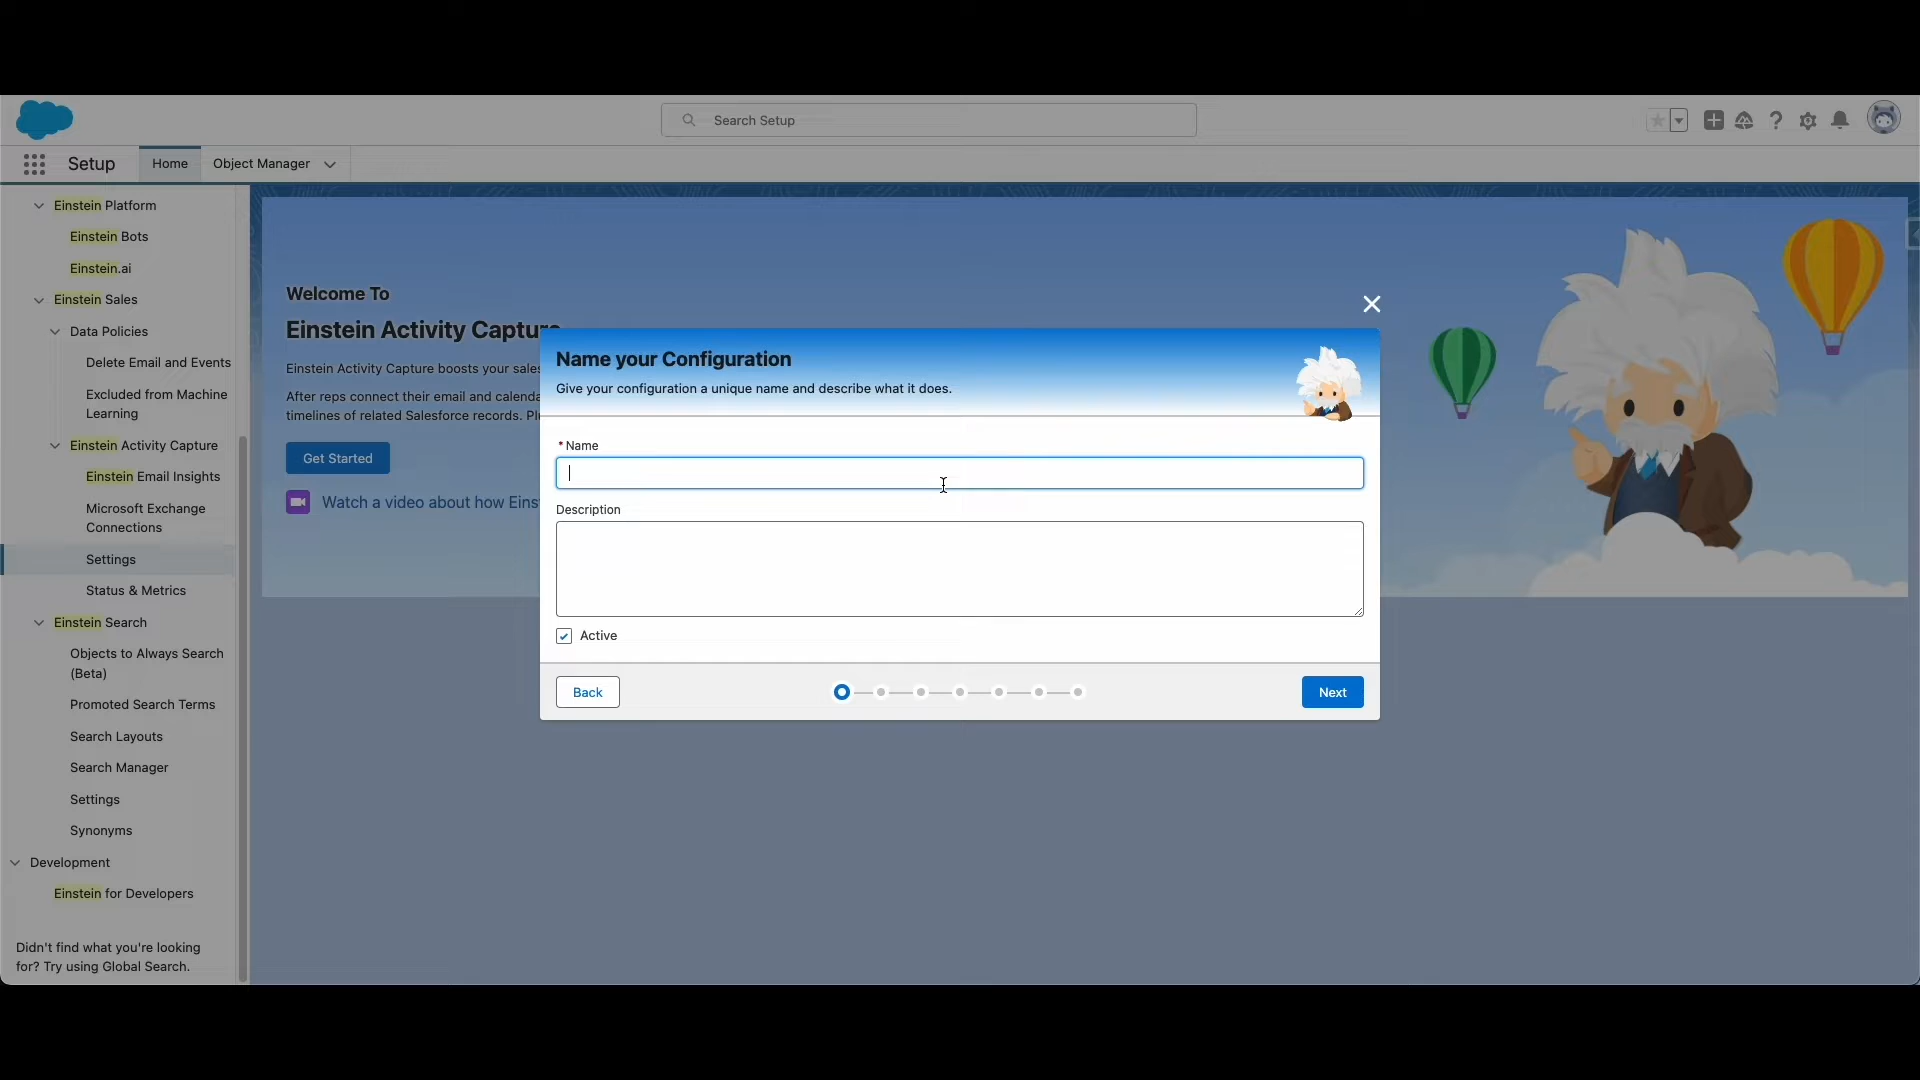 Search Setup
Setup
Home
Object Manager
Einstein Platform
Einstein Bots
Einstein.ai
Einstein Sales
Data Policies
Delete Email and Events
Excluded from Machine
Learning
Einstein Activity Capture
Einstein Email Insights
Microsoft Exchange
Connections
Settings
Status & Metrics
Einstein Search
Objects to Always Search
(Beta)
Promoted Search Terms
Search Layouts
Search Manager
Settings
Synonyms
Development
Einstein for Developers
Didn't find what you're looking
for? Try using Global Search.
Welcome To
Einstein Activity Capture
Einstein Activity Capture boosts your sales
After reps connect their email and calenda
timelines of related Salesforce records. Pl
Get Started
Watch a video about how Eins
Name your Configuration
Give your configuration a unique name and describe what it does.
* Name
Description
Active
Back
Next